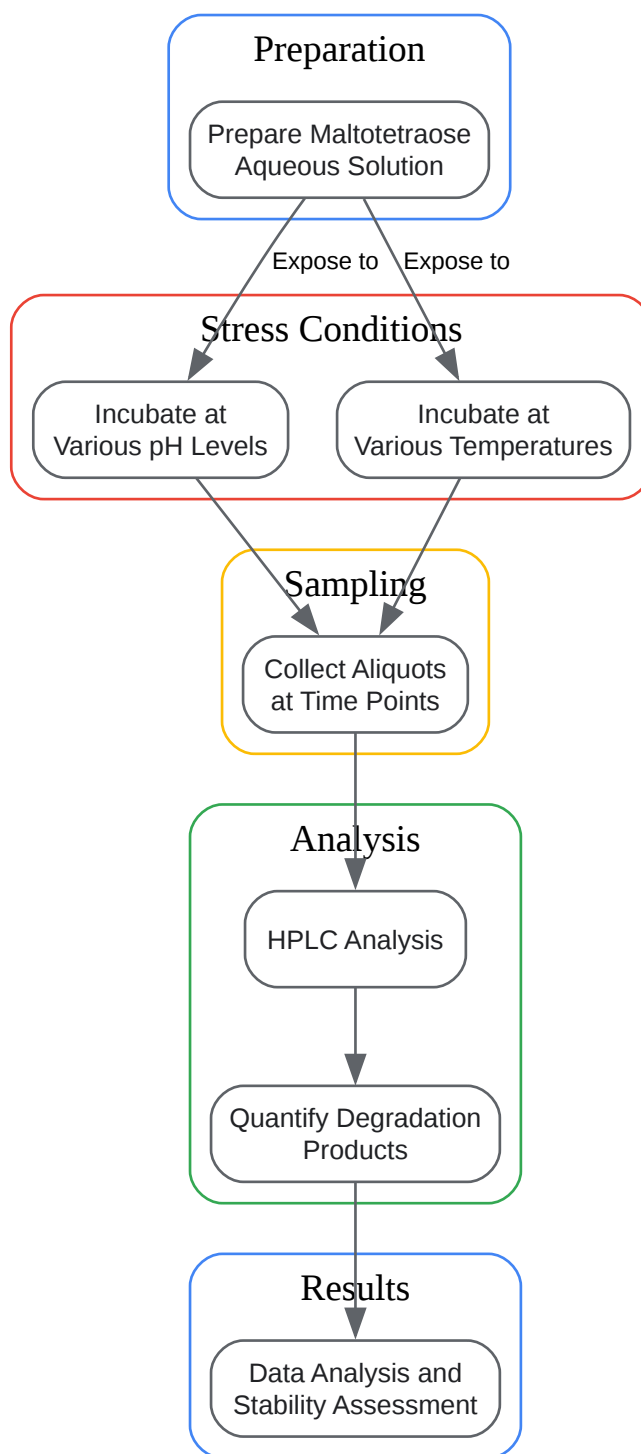 Preparation
Prepare Maltotetraose
Aqueous Solution
Expose to
Expose to
Stress Conditions
Incubate at
Various pH Levels
Incubate at
Various Temperatures
Sampling
Collect Aliquots
at Time Points
Analysis
HPLC Analysis
Quantify Degradation
Products
Results
Data Analysis and
Stability Assessment